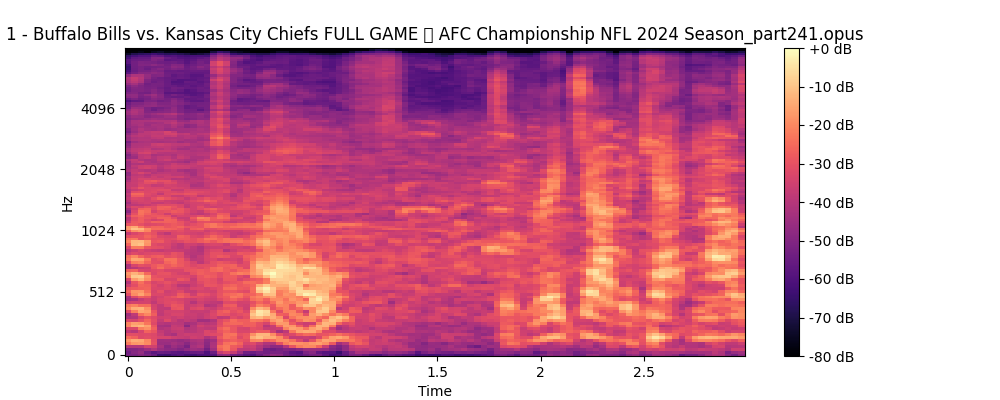 1 - Buffalo Bills vs. Kansas City Chiefs FULL GAME ▯ AFC Championship NFL 2024 Season_part241.opus
+0 dB
-10 dB
-20 dB
-30 dB
-40 dB
-50 dB
-60 dB
-70 dB
-80 dB
4096
2048
1024
512
0
Hz
0
0.5
1
1.5
2
2.5
Time